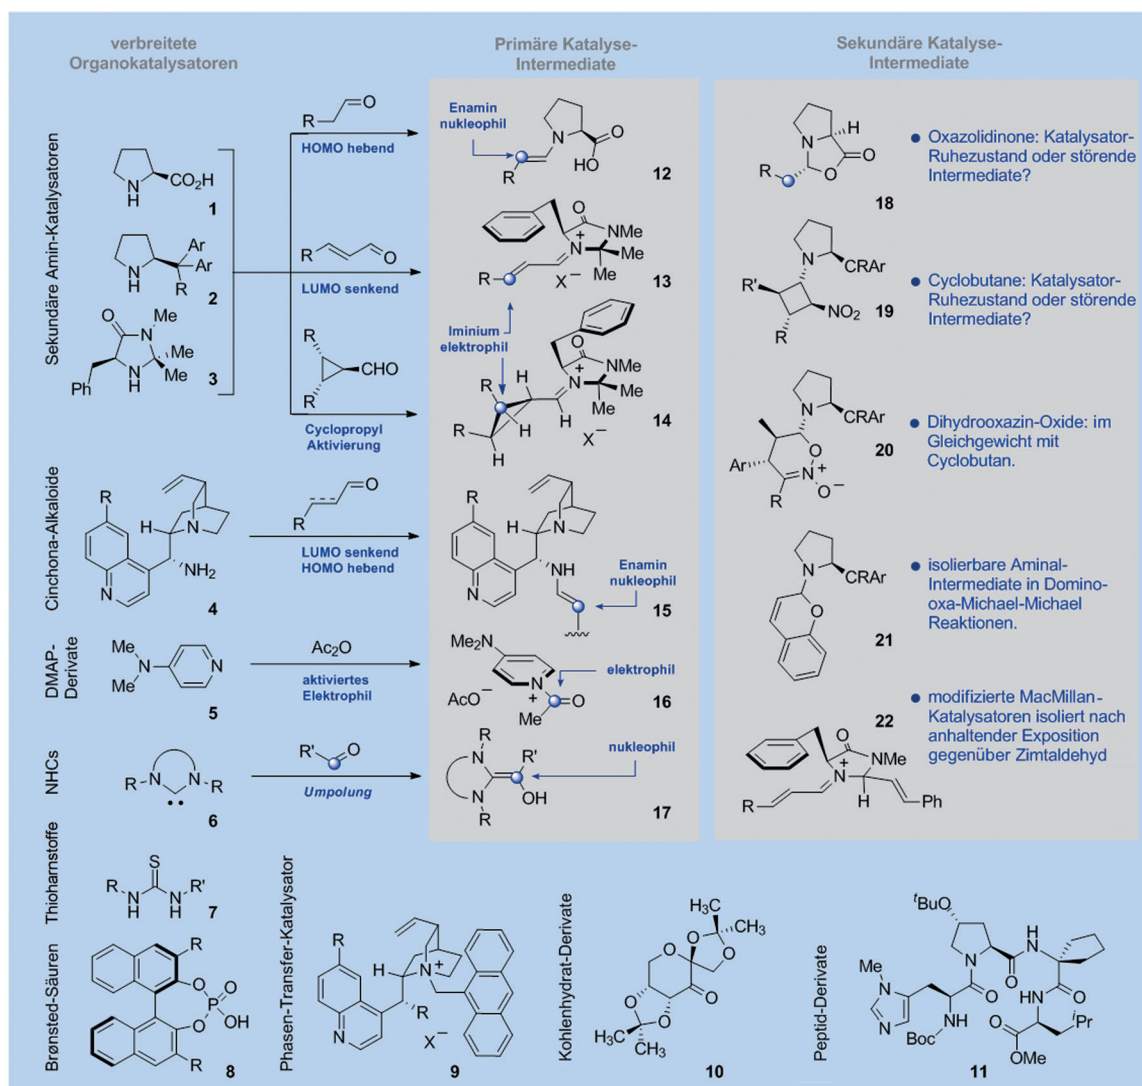 verbreitete
Organokatalysatoren
Primäre Katalyse-
Intermediate
Sekundäre Katalyse-
Intermediate
Sekundäre Amin-Katalysatoren
N
H
CO₂H
1
N
H
Ar
Ar
R
2
O
Me
N
Me
Me
N
H
Ph
3
R
O
HOMO hebend
R
O
LUMO senkend
R
CHO
R
Cyclopropyl
Aktivierung
Enamin
nukleophil
N
O
HO
R
12
O
NMe
N
+
Me
Me
R
X⁻
13
Iminium
elektrophil
O
NMe
N
+
Me
Me
H
R
H
R
H
H
X⁻
14
H
N
O
O
R
18
Oxazolidinone: Katalysator-
Ruhezustand oder störende
Intermediate?
N
CRAr
R'
NO₂
R
19
Cyclobutane: Katalysator-
Ruhezustand oder störende
Intermediate?
N
CRAr
O
Ar
N
+
O⁻
R
20
Dihydrooxazin-Oxide: im
Gleichgewicht mit
Cyclobutan.
Cinchona-Alkaloide
R
H
N
NH₂
N
4
R
O
LUMO senkend
HOMO hebend
R
H
N
NH
N
Enamin
nukleophil
15
N
CRAr
O
21
isolierbare Aminal-
Intermediate in Domino-
oxa-Michael-Michael
Reaktionen.
DMAP-
Derivate
Me
N
Me
N
5
Ac₂O
aktiviertes
Elektrophil
Me₂N
N
+
AcO⁻
O
Me
elektrophil
16
NHCs
R
N
N
R
6
R'
O
Umpolung
R
N
R'
N
OH
R
nukleophil
17
22
modifizierte MacMillan-
Katalysatoren isoliert nach
anhaltender Exposition
gegenüber Zimtaldehyd
O
NMe
N
+
R
H
Ph
Thioharnstoffe
S
R
N
H
N
H
R'
7
Brønsted-Säuren
R
O
O
P
O
OH
R
8
Phasen-Transfer-Katalysator
R
H
N
+
R
N
X⁻
9
Kohlenhydrat-Derivate
H₃C
CH₃
O
O
O
O
O
O
H₃C
CH₃
10
Peptid-Derivate
ᵗBuO
H
N
N
O
Me
N
O
O
N
NH
N
BocHN
O
OMe
ⁱPr
11